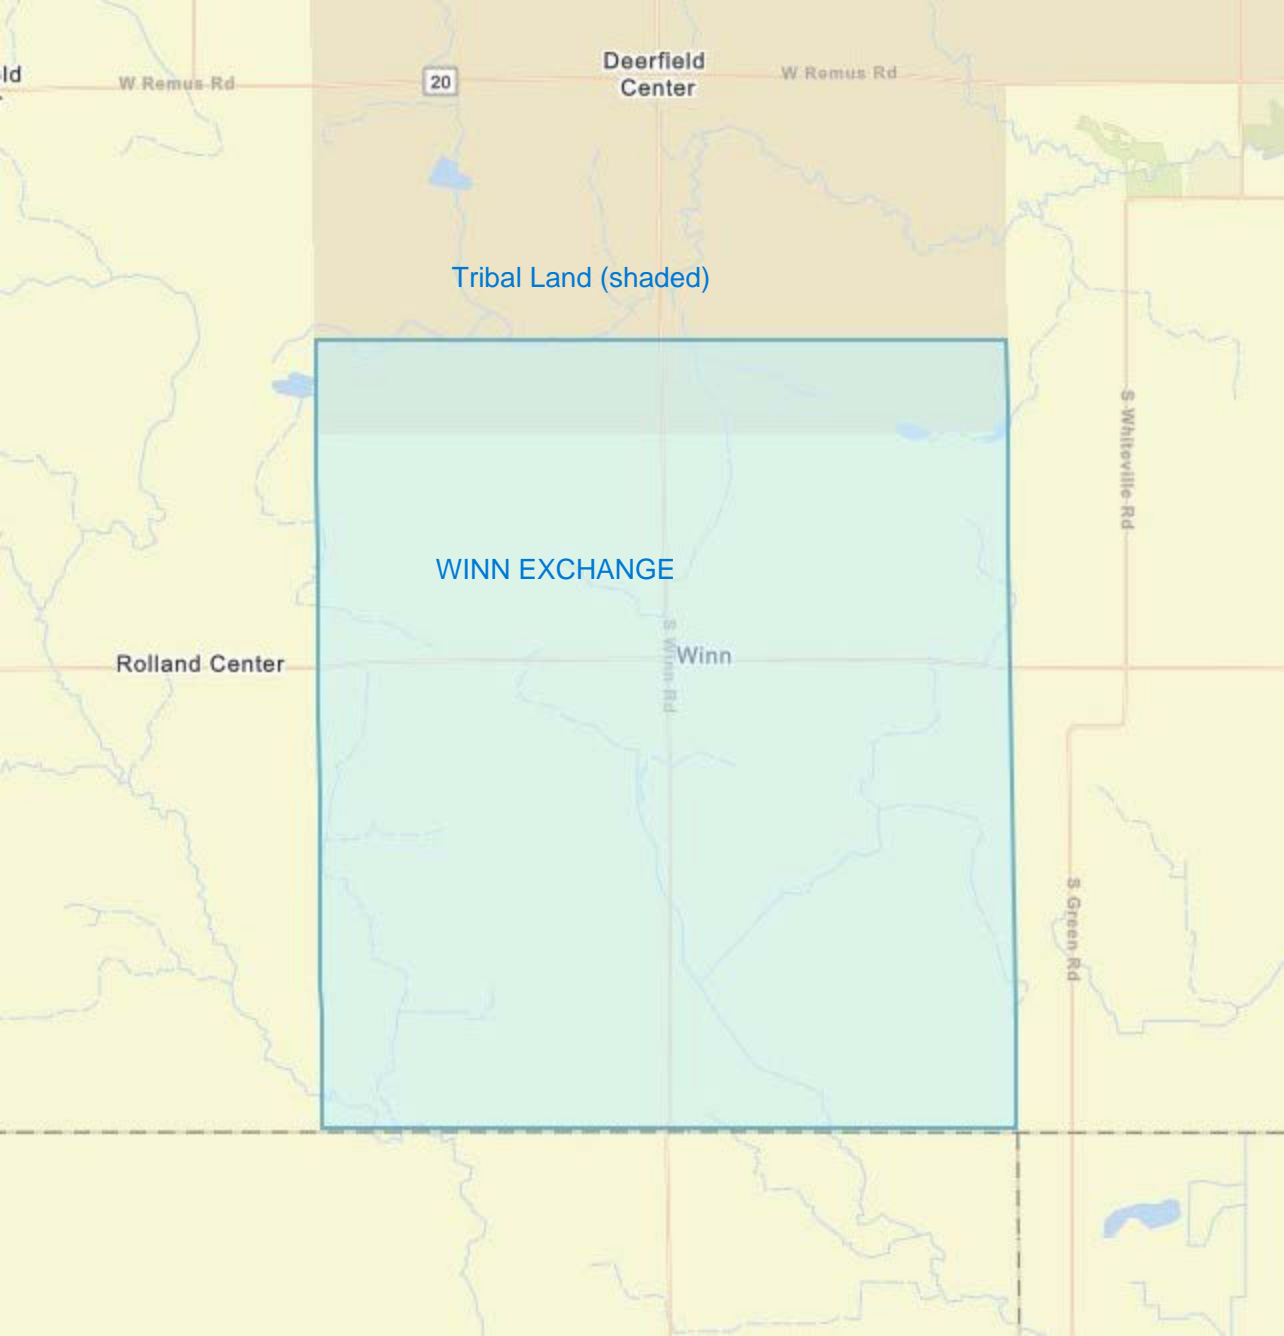 Deerfield
Center
ld
W Remus Rd
20
W Remus Rd
Tribal Land (shaded)
S Whiteville Rd
WINN EXCHANGE
S Winn Rd
Winn
Rolland Center
S Green Rd